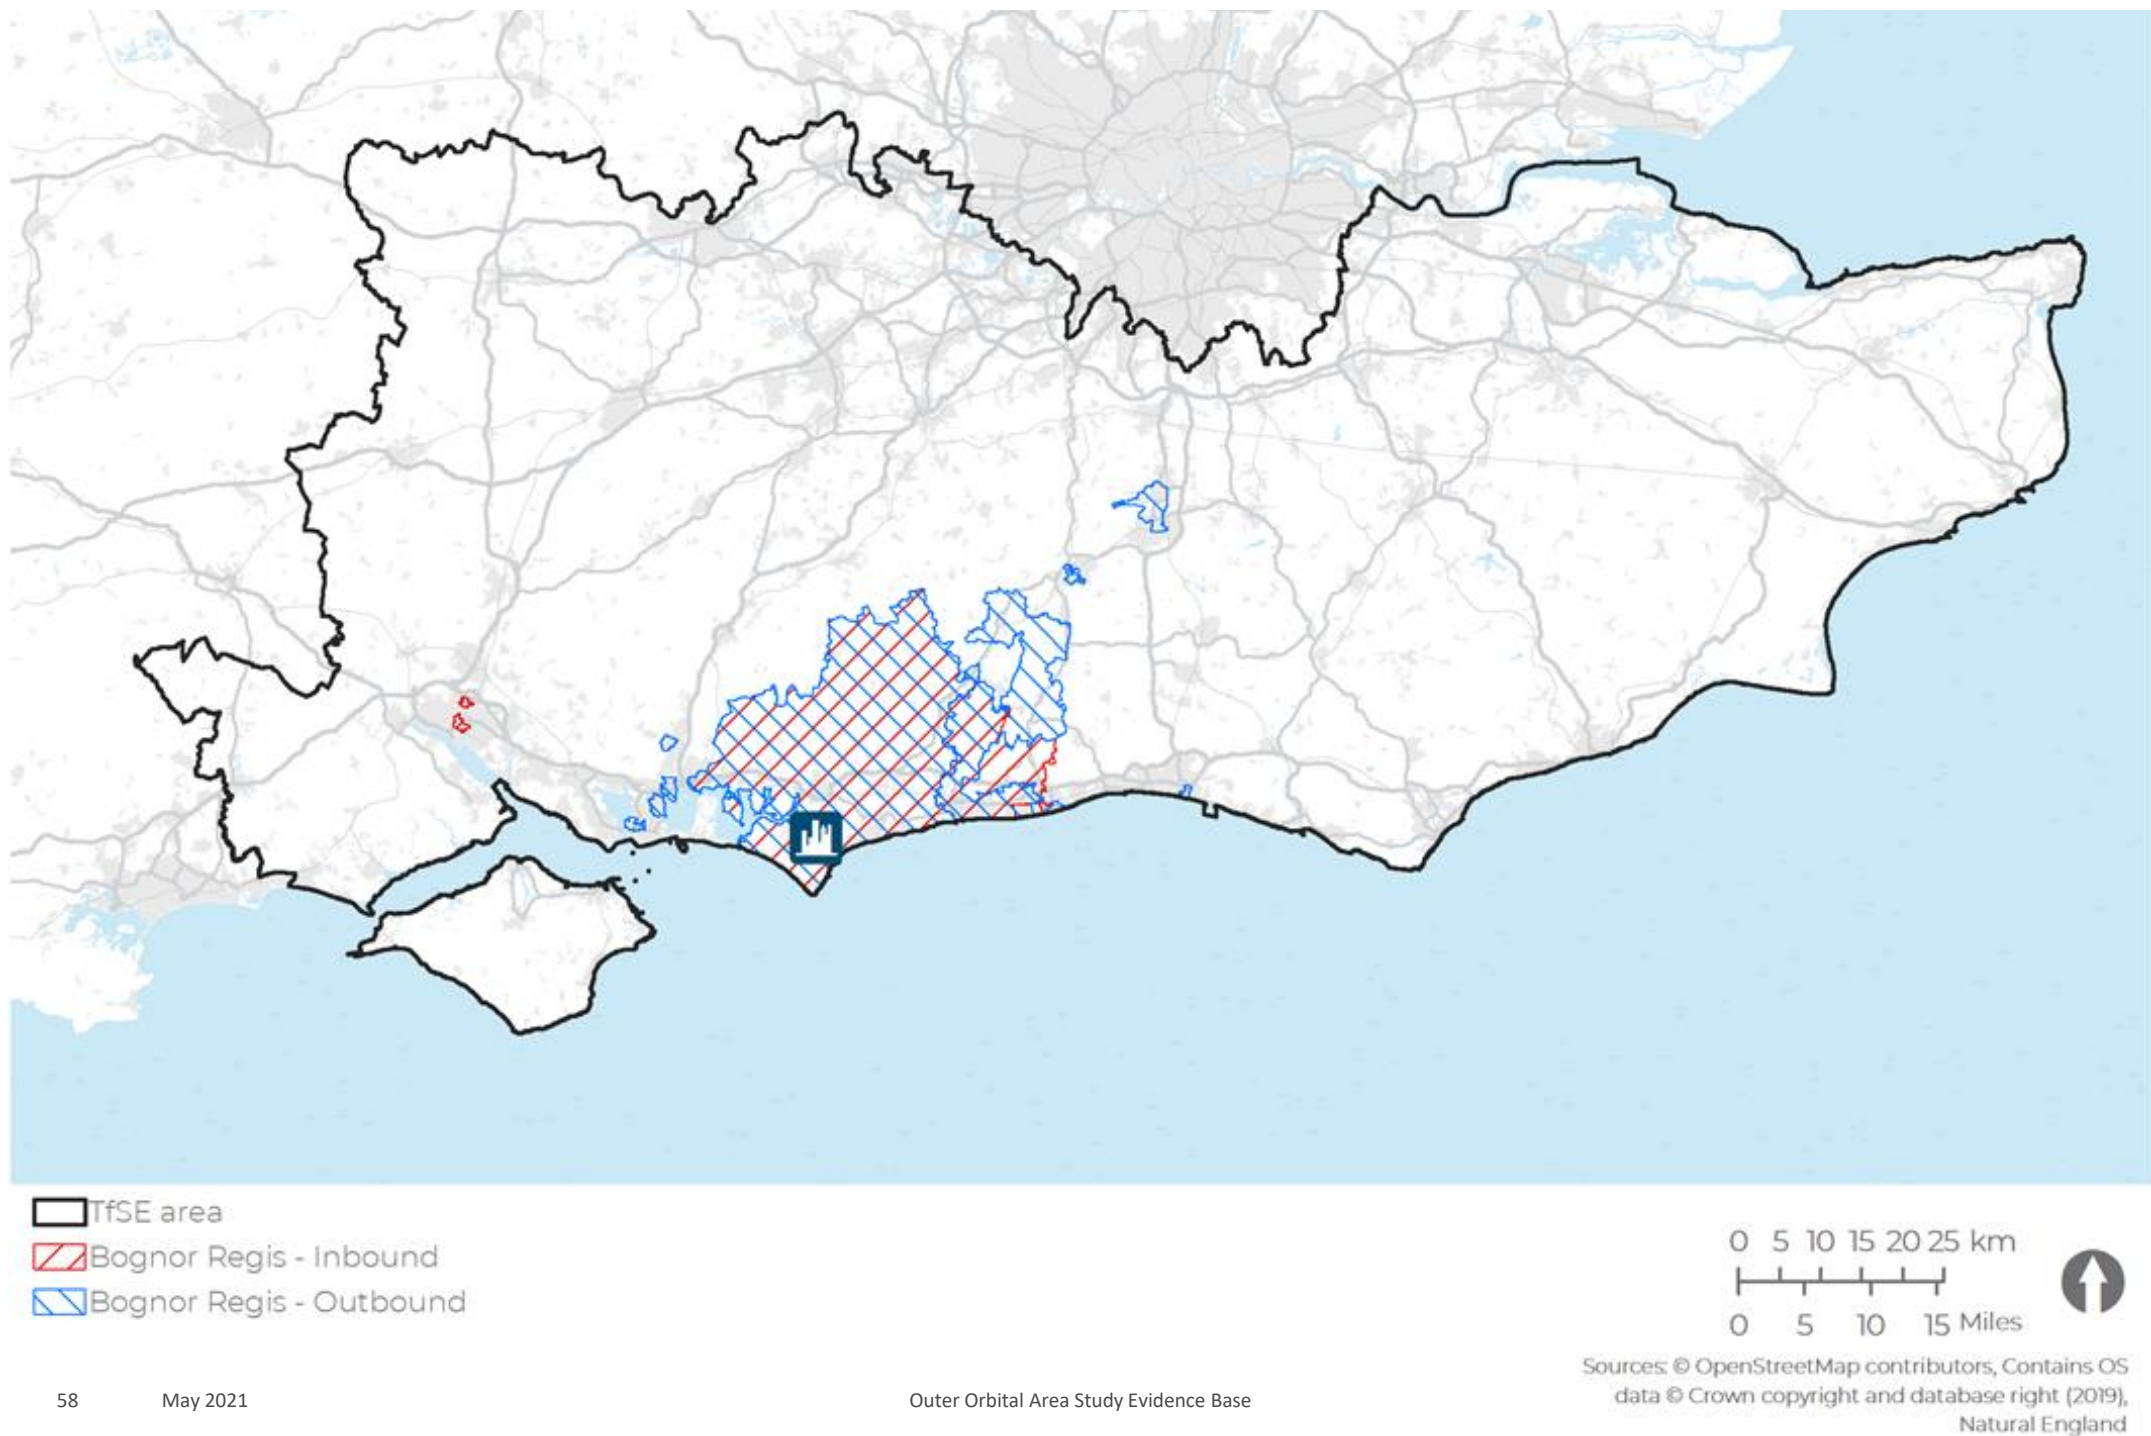 TfSE area
Bognor Regis - Inbound
Bognor Regis - Outbound
0 5 10 15 20 25 km
0 5 10 15 Miles
Sources: © OpenStreetMap contributors, Contains OS
data © Crown copyright and database right (2019),
Natural England
58 May 2021 Outer Orbital Area Study Evidence Base